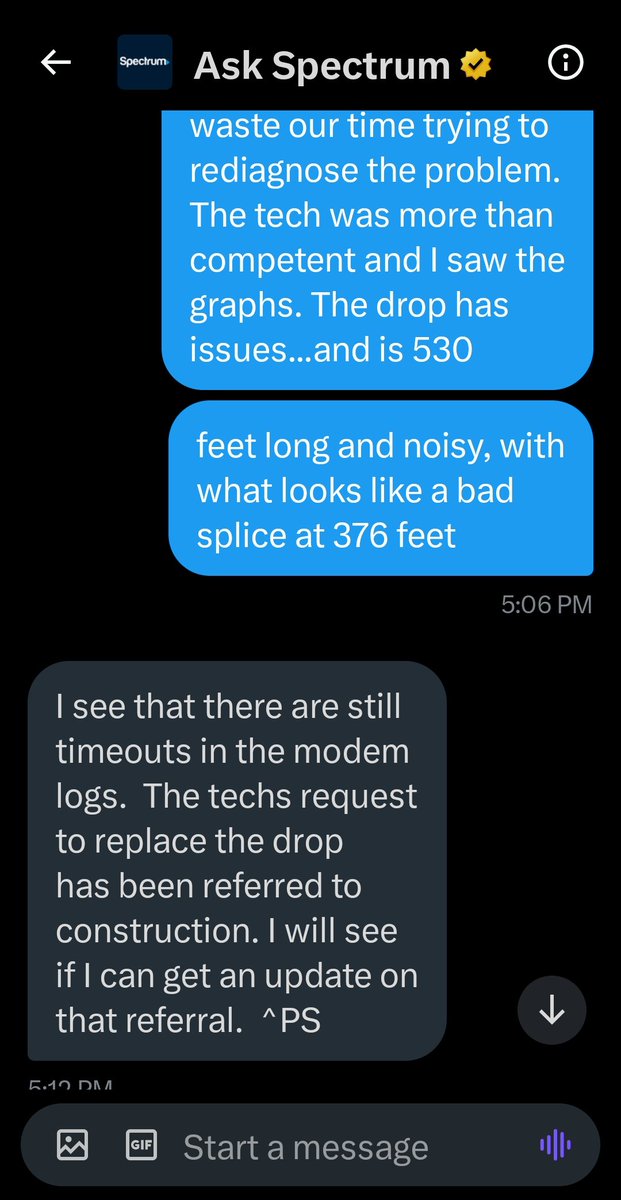 Spectrum
Ask Spectrum
waste our time trying to
rediagnose the problem.
The tech was more than
competent and I saw the
graphs. The drop has
issues...and is 530
feet long and noisy, with
what looks like a bad
splice at 376 feet
5:06 PM
I see that there are still
timeouts in the modem
logs.  The techs request
to replace the drop
has been referred to
construction. I will see
if I can get an update on
that referral.  ^PS
5:12 PM
GIF
Start a message